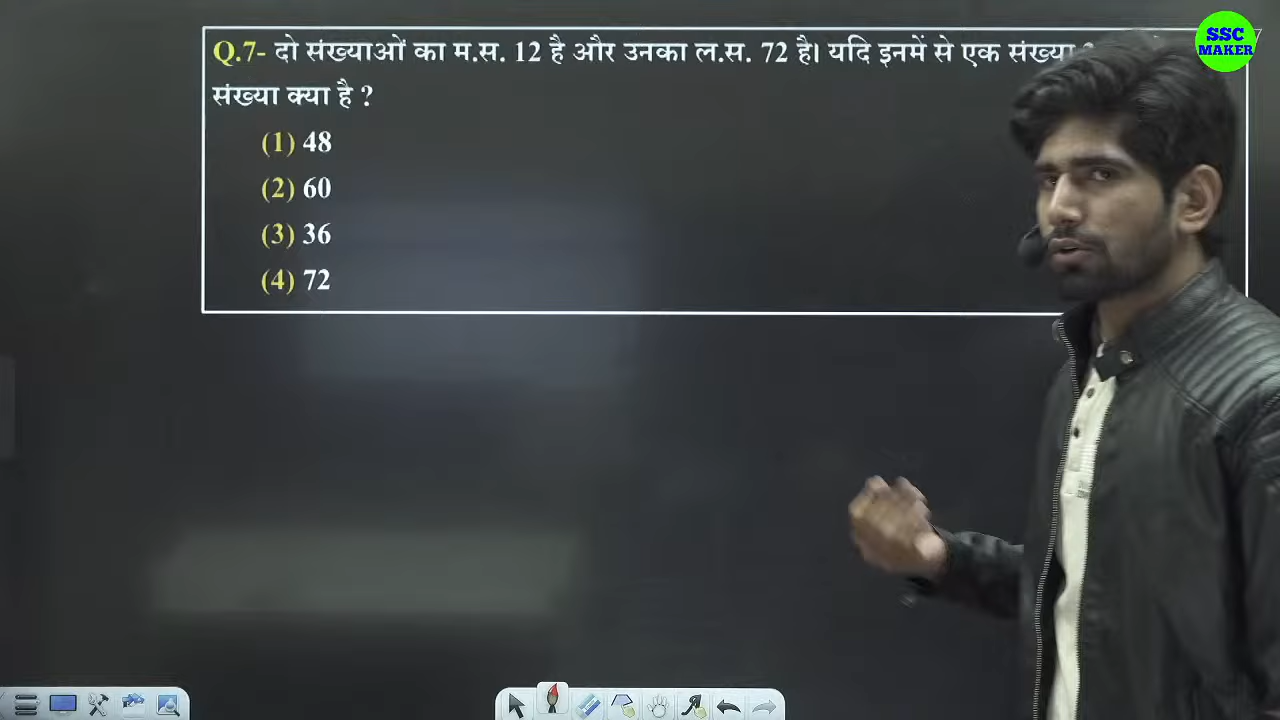 Q.7- दो संख्याओं का म.स. 12 है और उनका ल.स. 72 है। यदि इनमें से एक संख्या
संख्या क्या है ?
(1) 48
(2) 60
(3) 36
(4) 72
SSC
MAKER